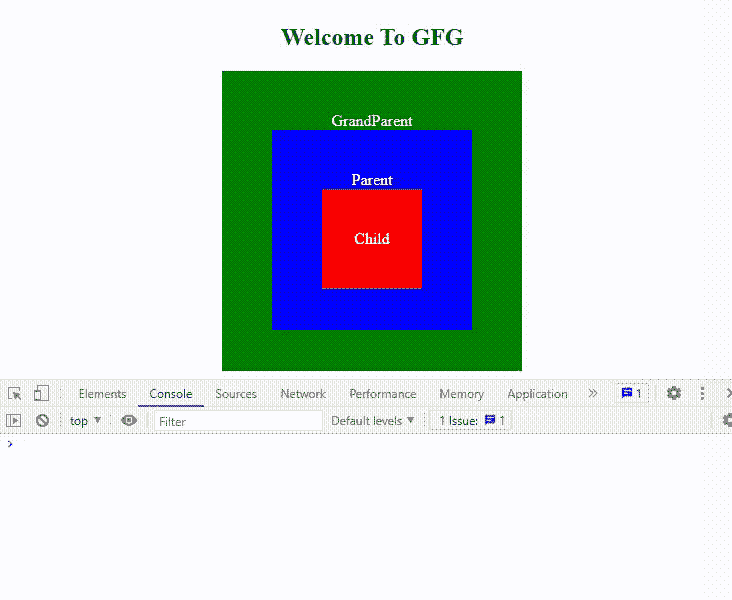 Welcome To GFG
GrandParent
Parent
Child
Elements Console Sources Network Performance Memory Application » 1
top ▼ Filter Default levels ▼ 1 Issue: 1
›